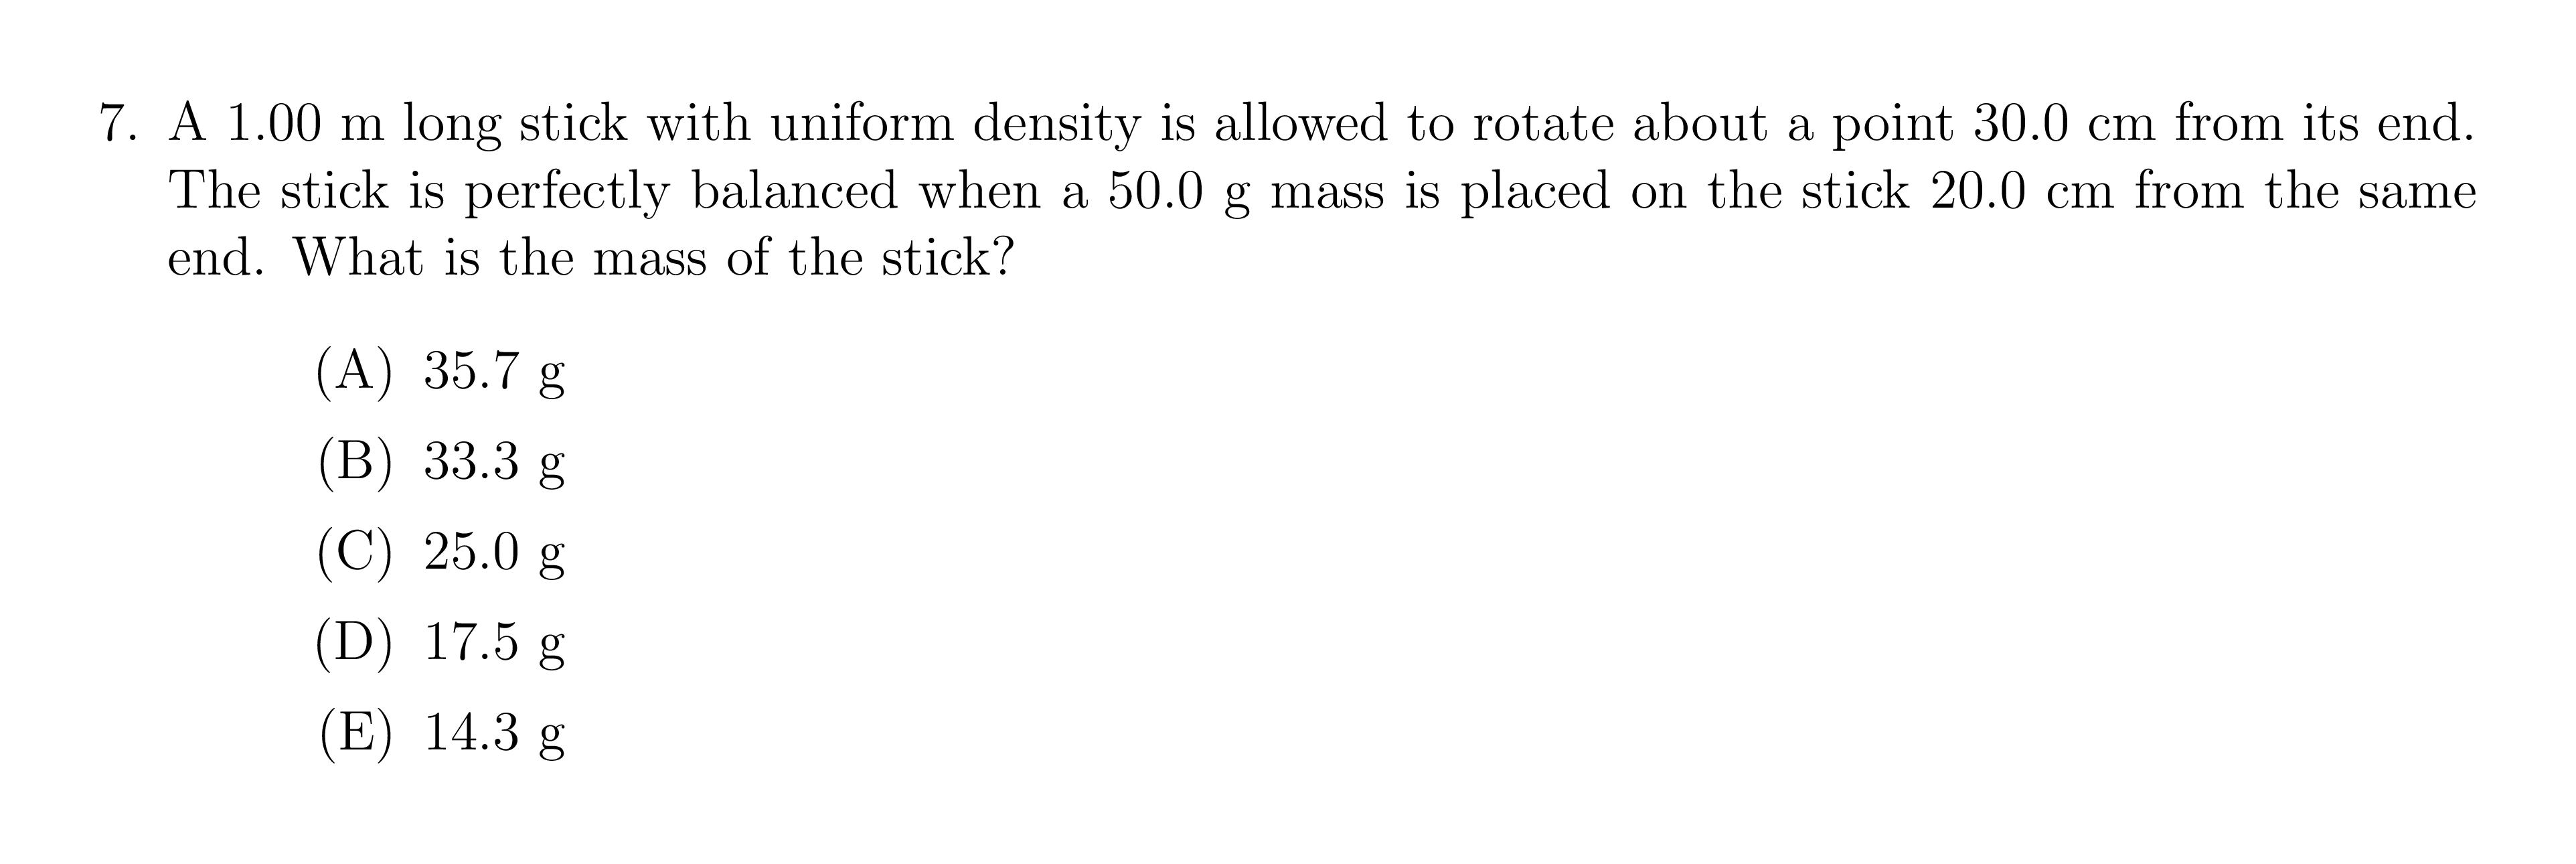 7. A 1.00 m long stick with uniform density is allowed to rotate about a point 30.0 cm from its end.
The stick is perfectly balanced when a 50.0 g mass is placed on the stick 20.0 cm from the same
end. What is the mass of the stick?
(A) 35.7 g
(B) 33.3 g
(C) 25.0 g
(D) 17.5 g
(E) 14.3 g